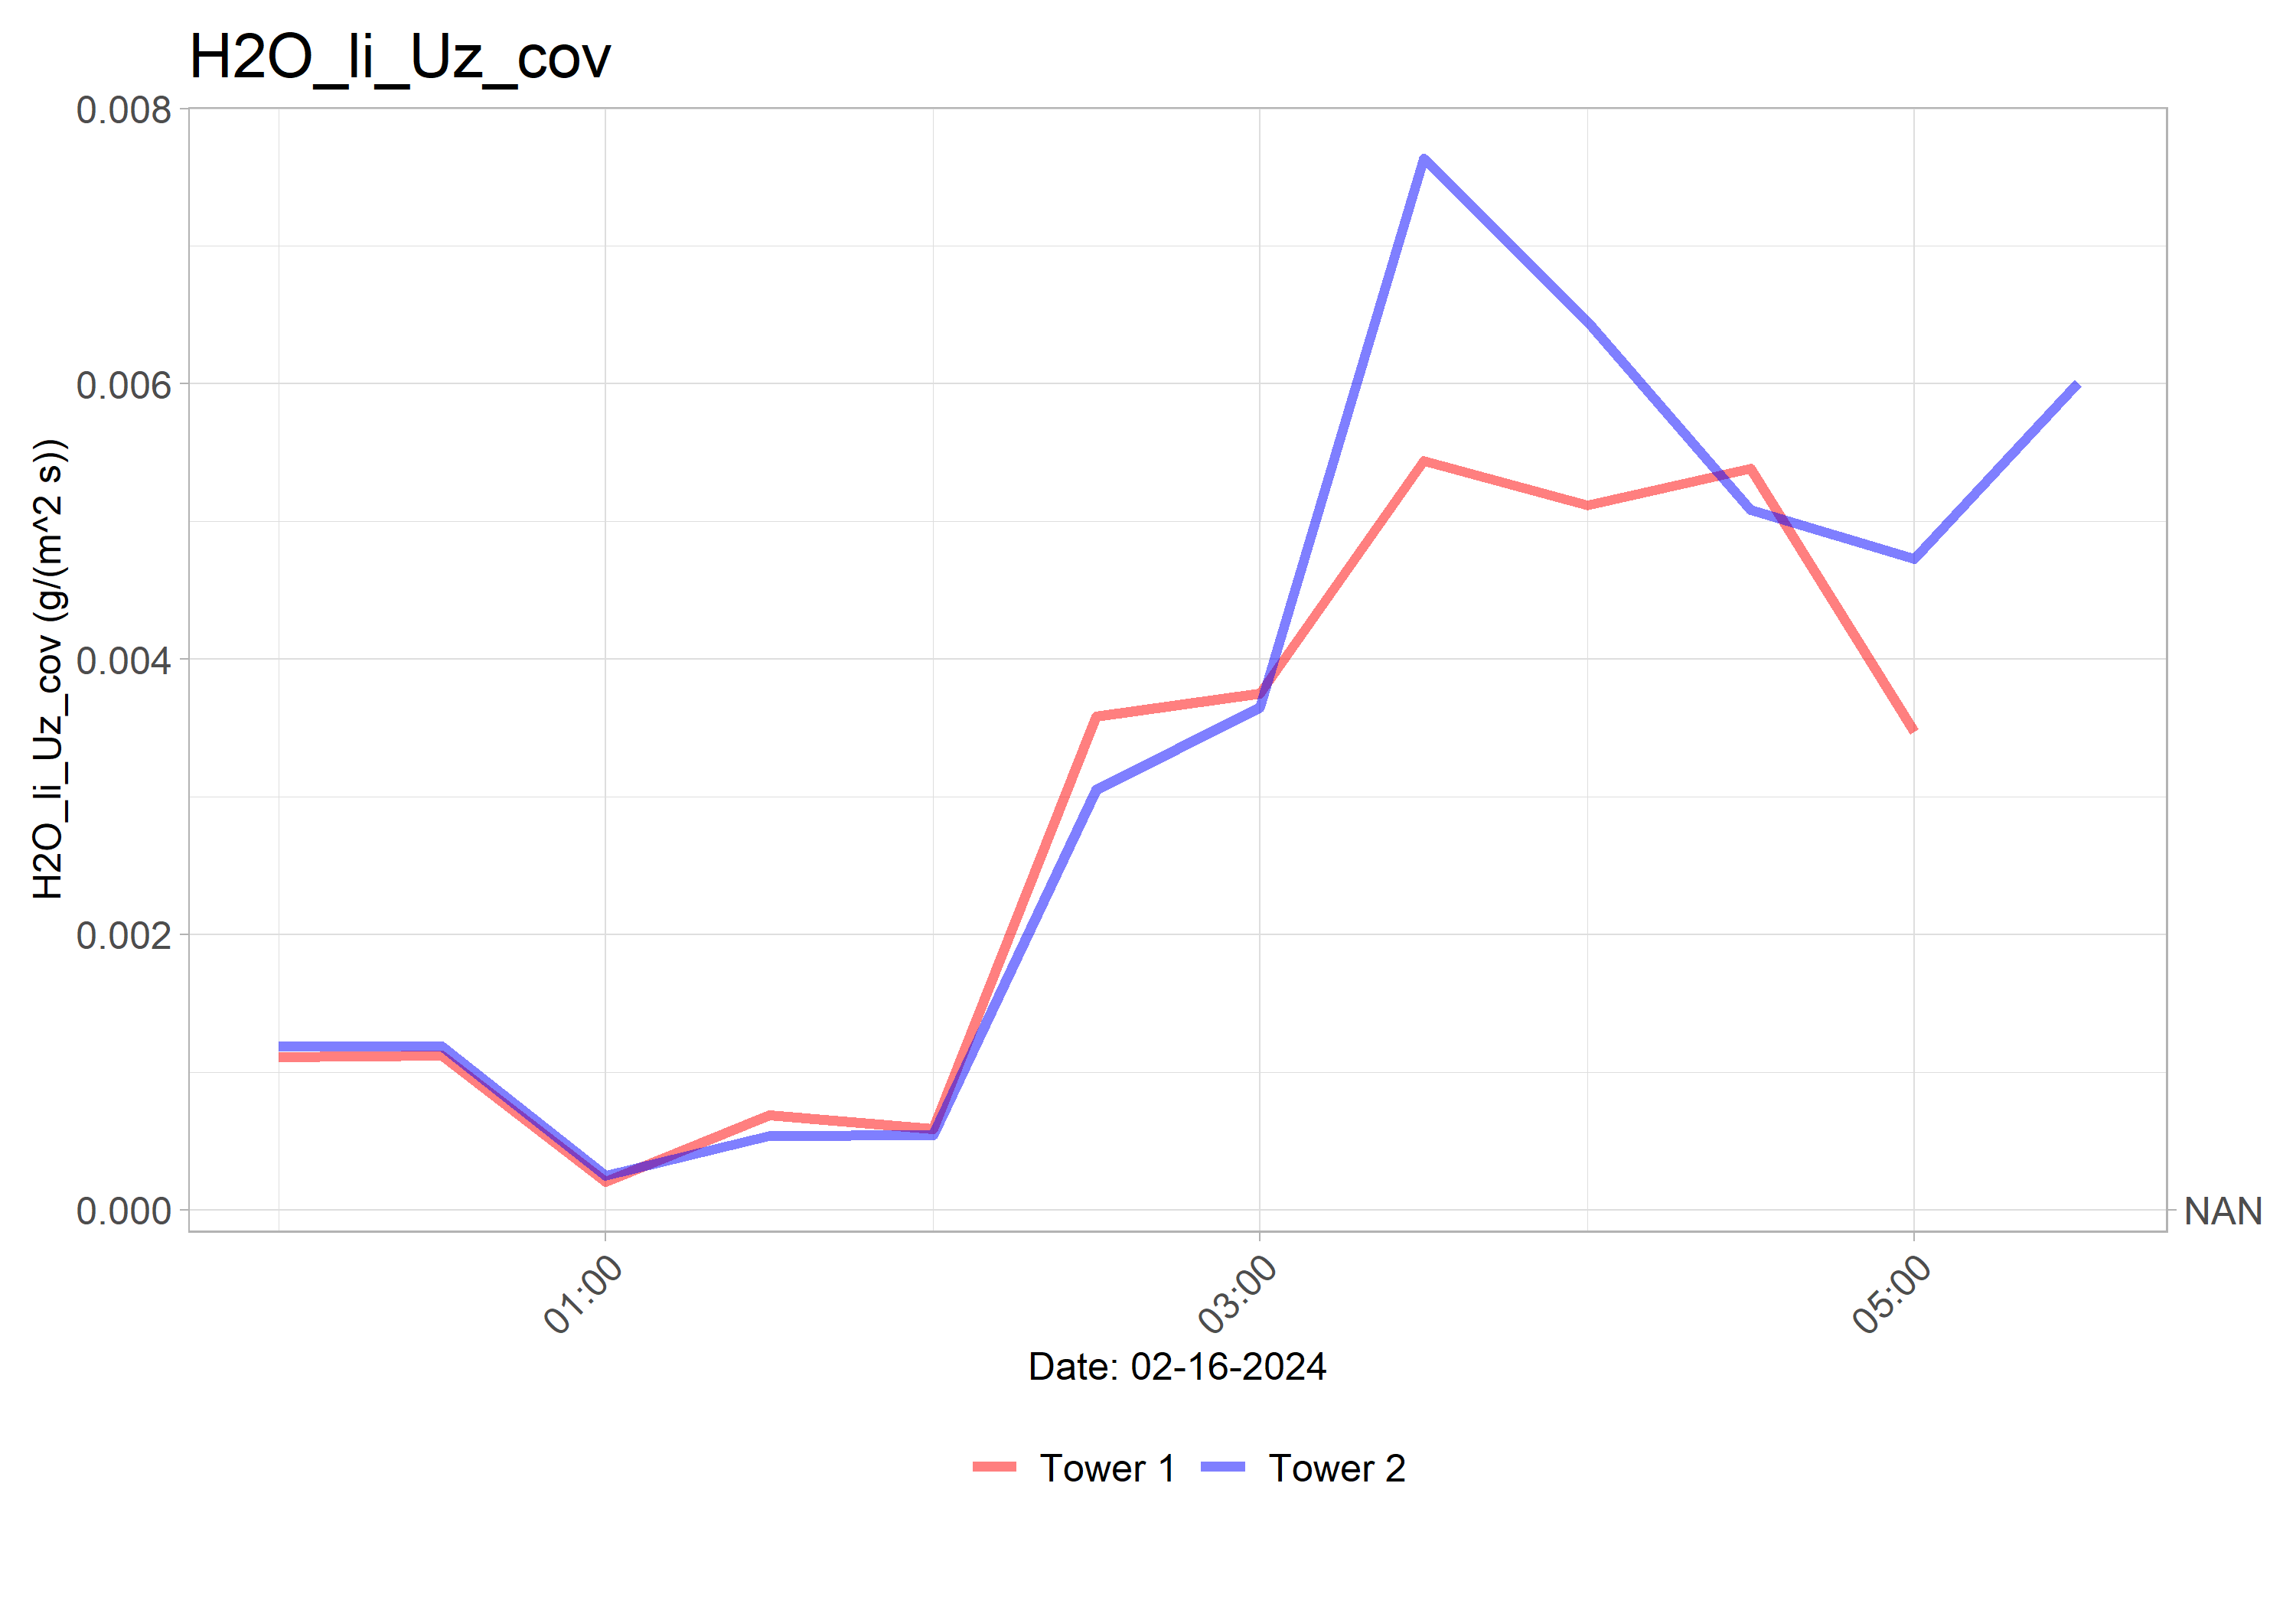 H2O_li_Uz_cov
H2O_li_Uz_cov (g/(m^2 s))
0.008
0.006
0.004
0.002
0.000
NAN
01:00
03:00
05:00
Date: 02-16-2024
Tower 1
Tower 2